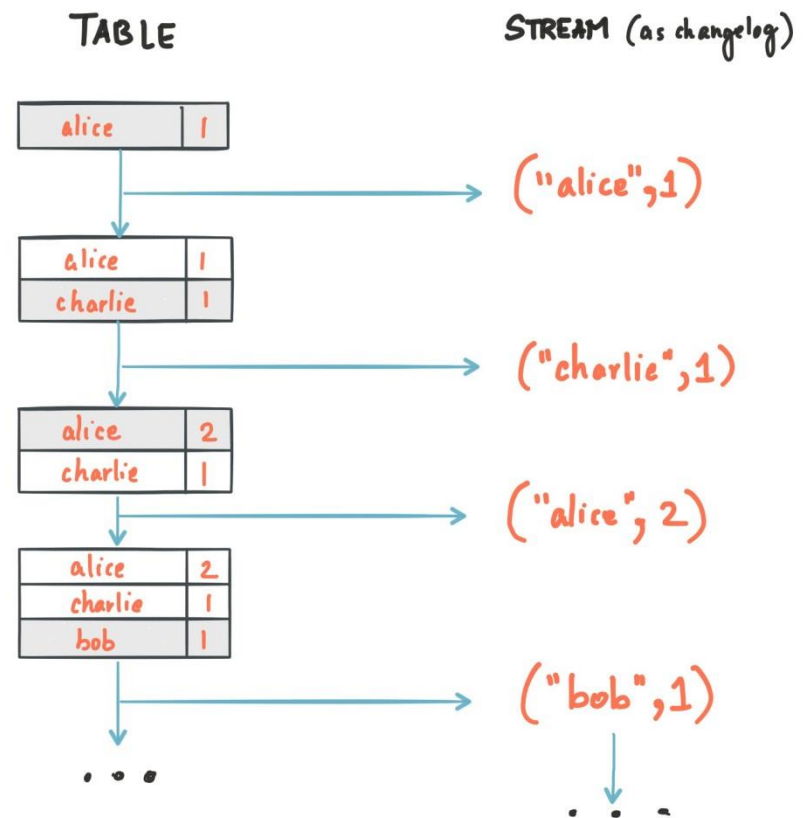 TABLE STREAM (as changelog)
alice 1
("alice",1)
alice 1
charlie 1
("charlie",1)
alice 2
charlie 1
("alice", 2)
alice 2
charlie 1
bob 1
("bob",1)
...
...